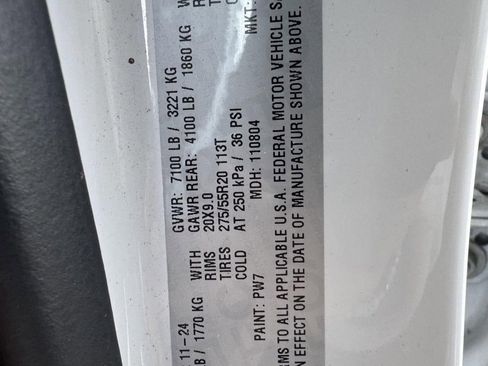 11-24 GVWR: 7100 LB / 3221 KG
/ 1770 KG WITH GAWR REAR: 4100 LB / 1860 KG
RIMS 20X9.0
TIRES 275/55R20 113T
COLD AT 250 kPa / 36 PSI
PAINT: PW7 MDH: 110804 MKT:
TO ALL APPLICABLE U.S.A. FEDERAL MOTOR VEHICLE
EFFECT ON THE DATE OF MANUFACTURE SHOWN ABOVE.